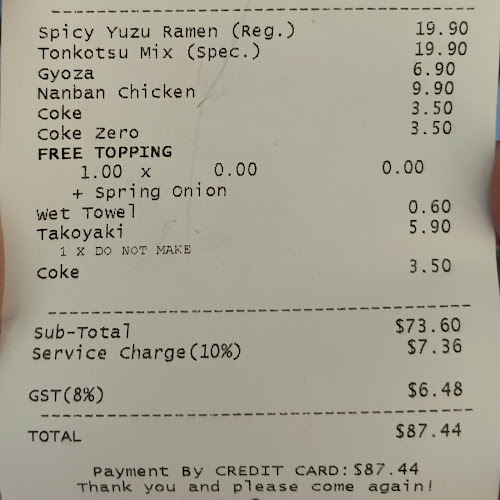 Spicy Yuzu Ramen (Reg.) 19.90
Tonkotsu Mix (Spec.) 19.90
Gyoza 6.90
Nanban Chicken 9.90
Coke 3.50
Coke Zero 3.50
FREE TOPPING
1.00 x 0.00 0.00
+ Spring Onion
Wet Towel 0.60
Takoyaki 5.90
1 X DO NOT MAKE
Coke 3.50
Sub-Total $73.60
Service Charge(10%) $7.36
GST(8%) $6.48
TOTAL $87.44
Payment By CREDIT CARD:$87.44
Thank you and please come again!